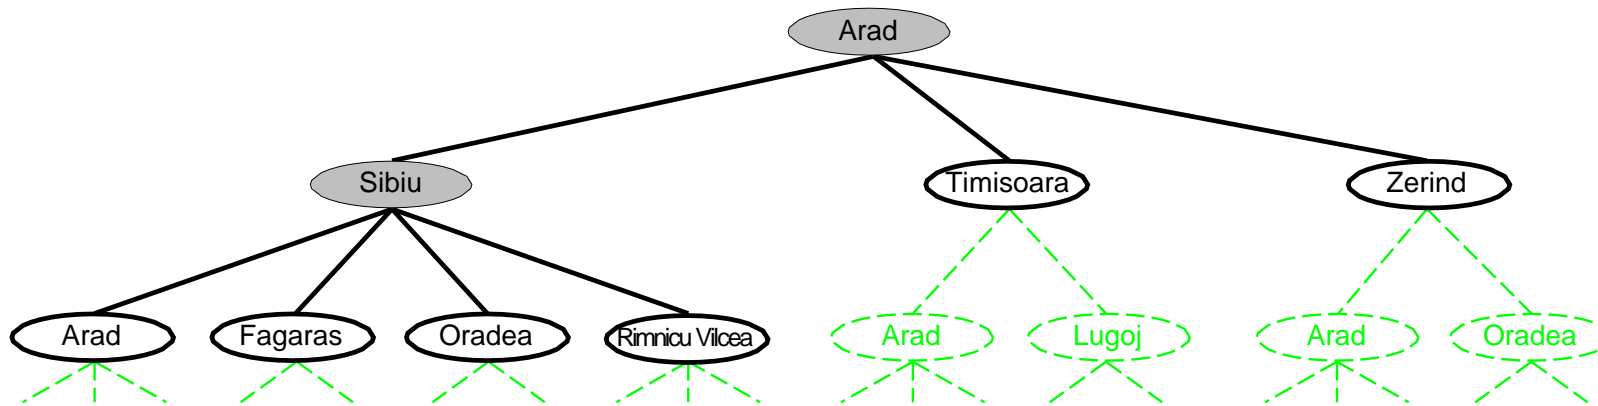 Arad
Sibiu
Timisoara
Zerind
Arad
Fagaras
Oradea
Rimnicu Vilcea
Arad
Lugoj
Arad
Oradea